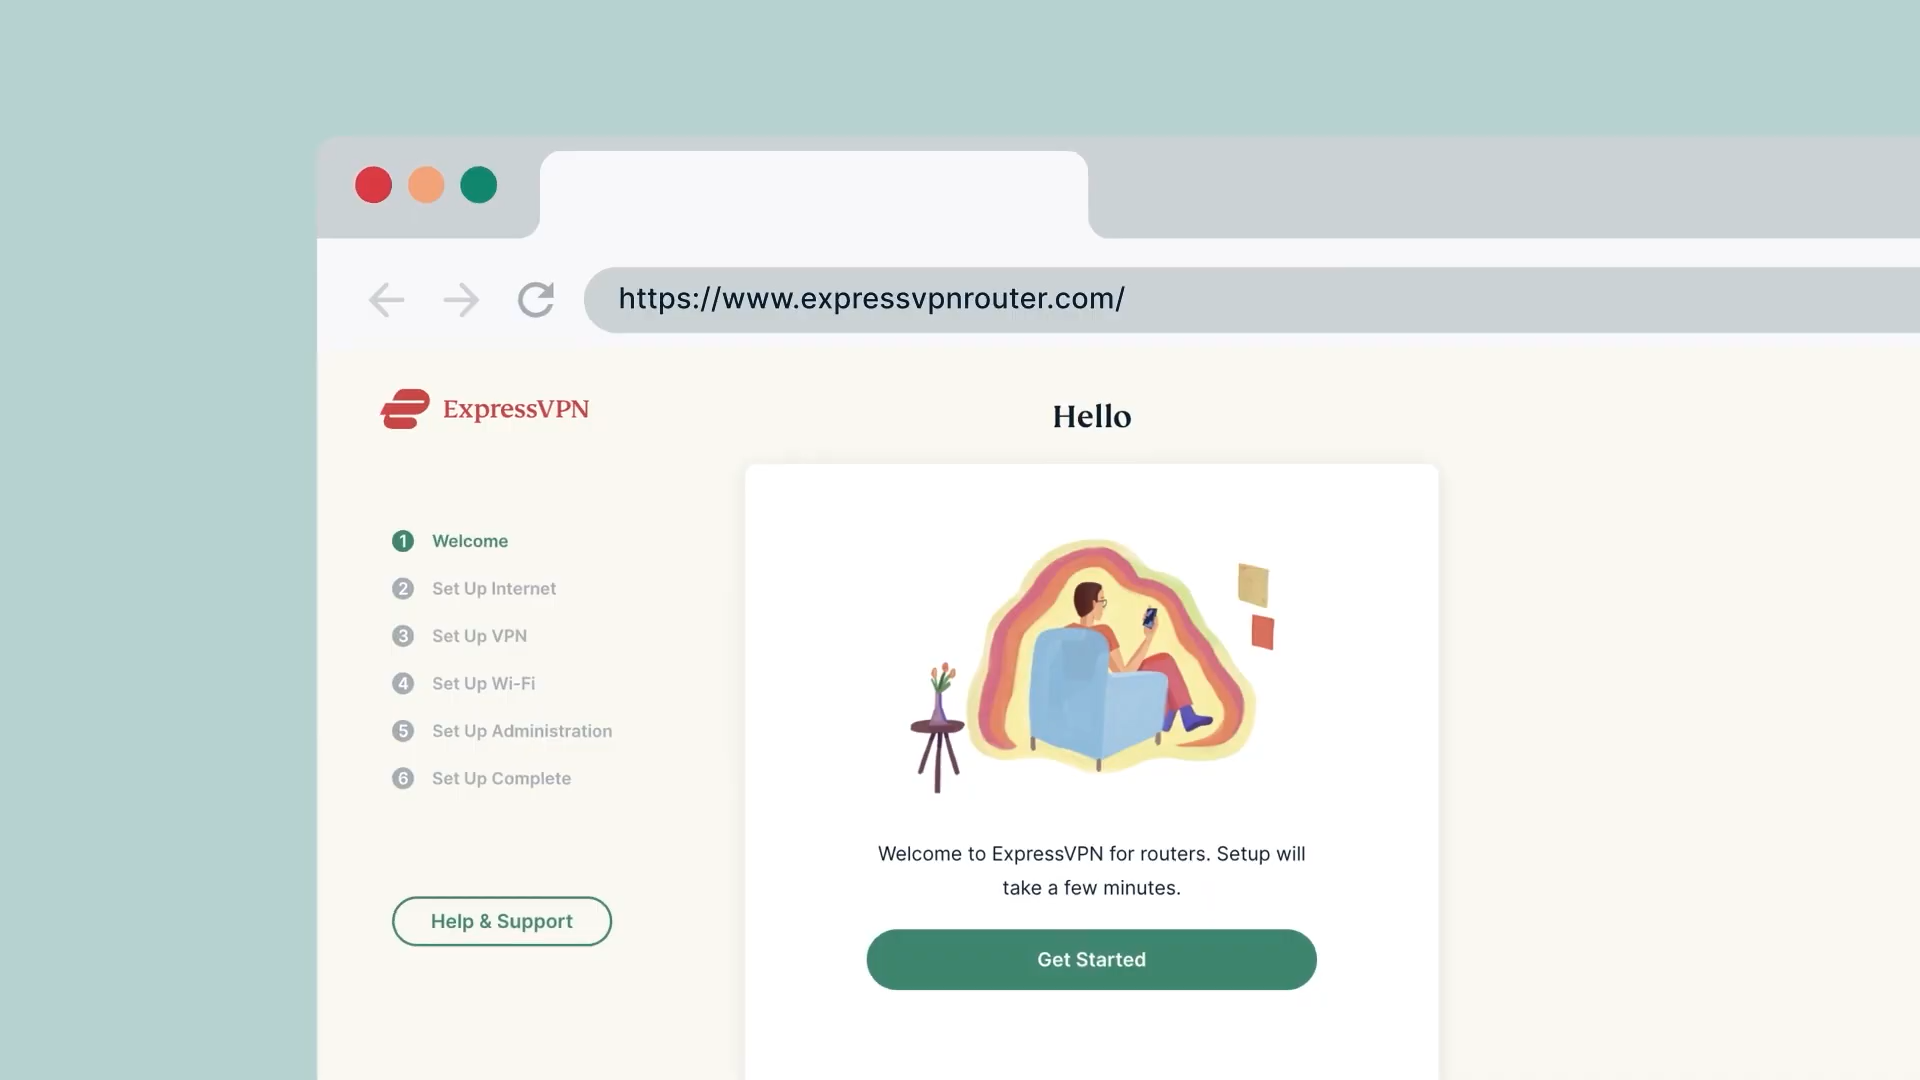 https://www.expressvpnrouter.com/
ExpressVPN
Hello
1 Welcome
2 Set Up Internet
3 Set Up VPN
4 Set Up Wi-Fi
5 Set Up Administration
6 Set Up Complete
Help & Support
Welcome to ExpressVPN for routers. Setup will
take a few minutes.
Get Started